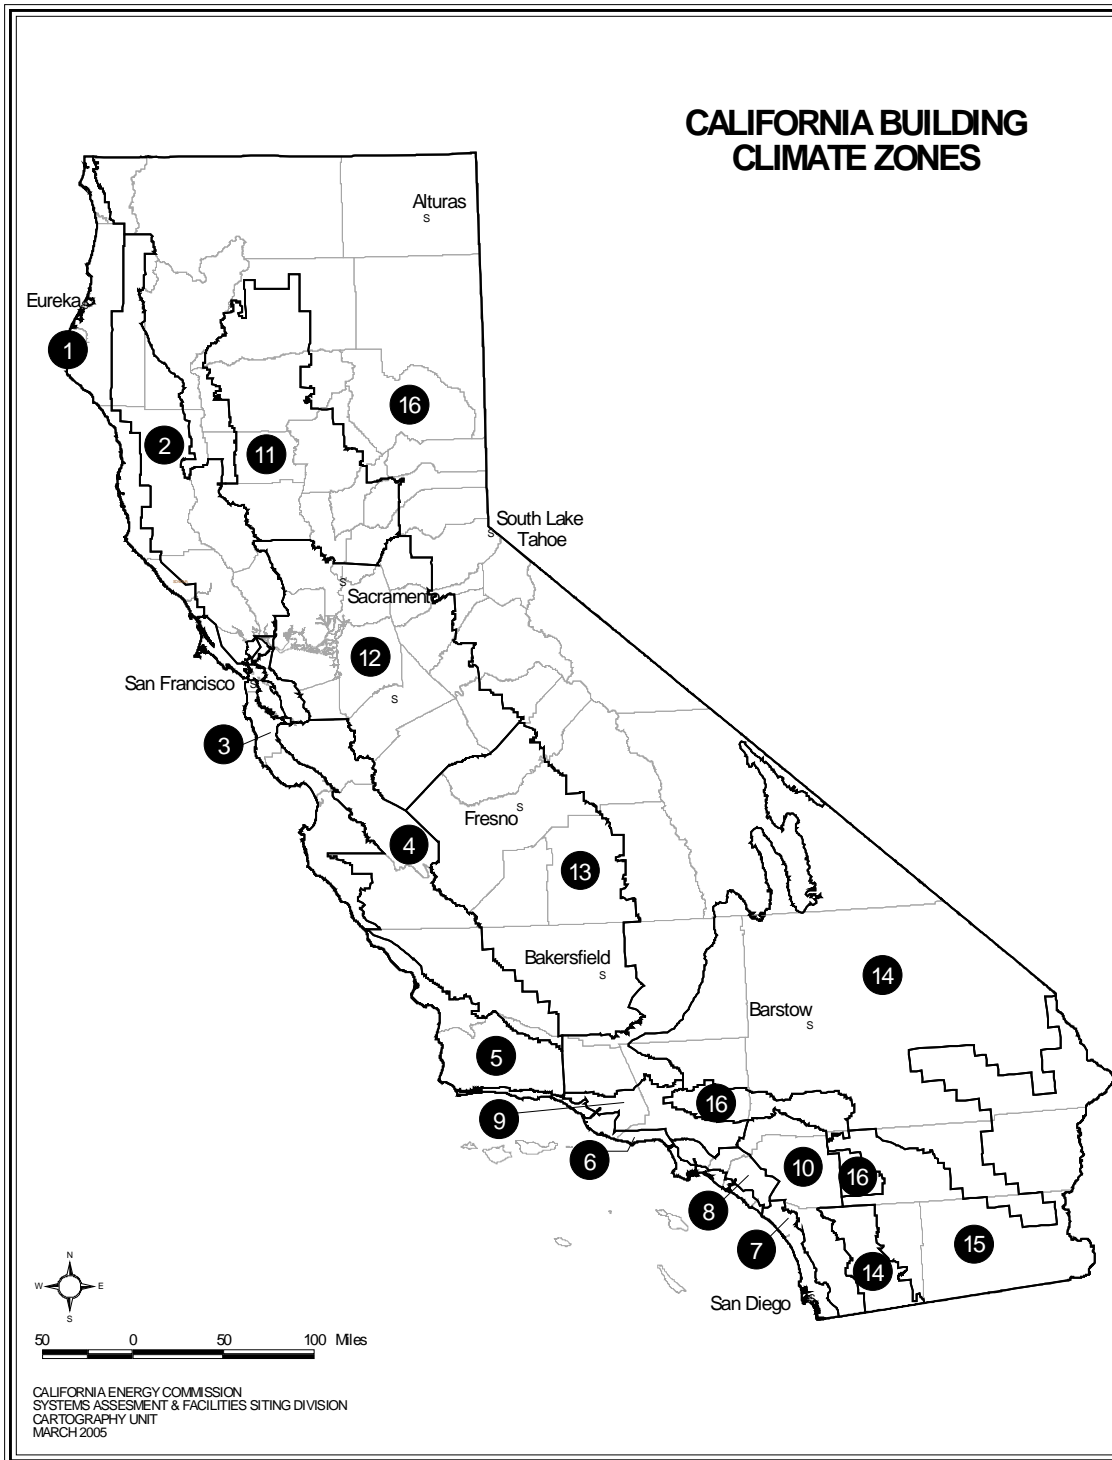 CALIFORNIA BUILDING
CLIMATE ZONES
Alturas
S
Eureka
1
16
2
11
South Lake
Tahoe
S
S
Sacramento
12
San Francisco
S
S
3
Fresno
S
4
13
Bakersfield
S
14
Barstow
S
5
9
16
6
10
16
8
7
15
14
San Diego
S
N
W
E
S
50
0
50
100 Miles
CALIFORNIA ENERGY COMMISSION
SYSTEMS ASSESMENT & FACILITIES SITING DIVISION
CARTOGRAPHY UNIT
MARCH 2005